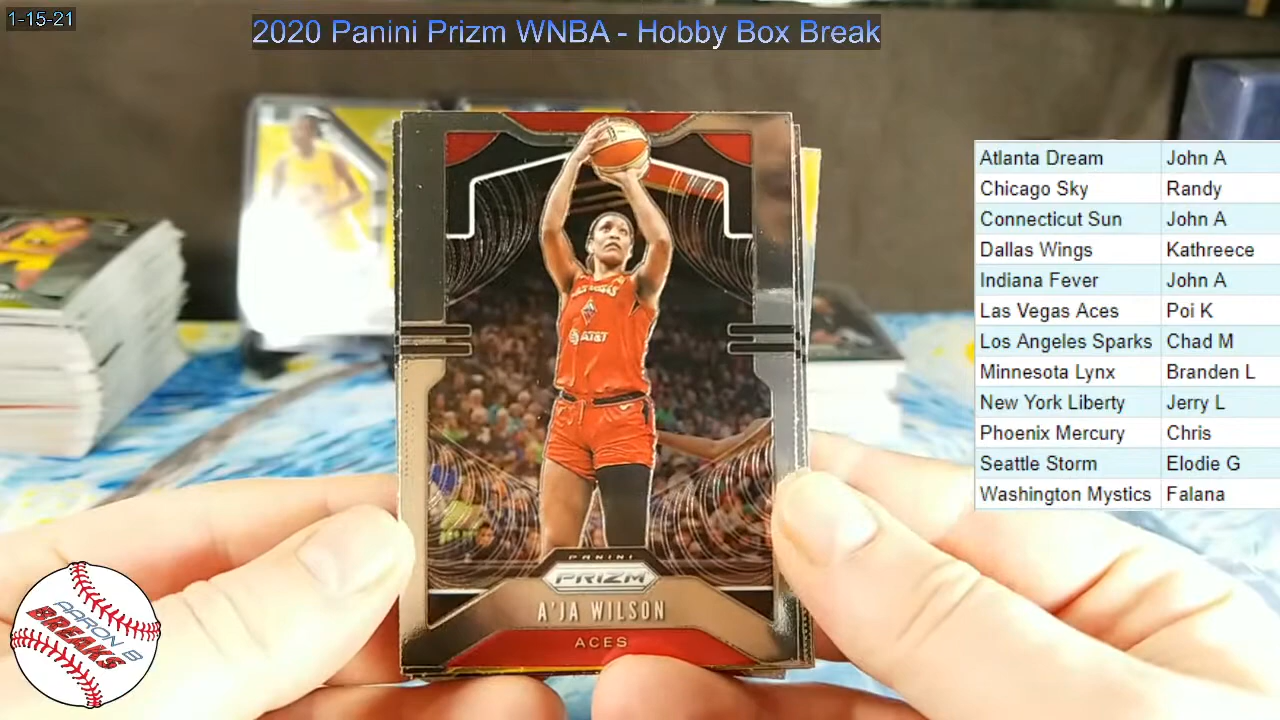 1-15-21
2020 Panini Prizm WNBA - Hobby Box Break
Atlanta Dream John A
Chicago Sky Randy
Connecticut Sun John A
Dallas Wings Kathreece
Indiana Fever John A
Las Vegas Aces Poi K
Los Angeles Sparks Chad M
Minnesota Lynx Branden L
New York Liberty Jerry L
Phoenix Mercury Chris
Seattle Storm Elodie G
Washington Mystics Falana
AT&T
PANINI
PRIZM
A'JA WILSON
ACES
AARON B
BREAKS